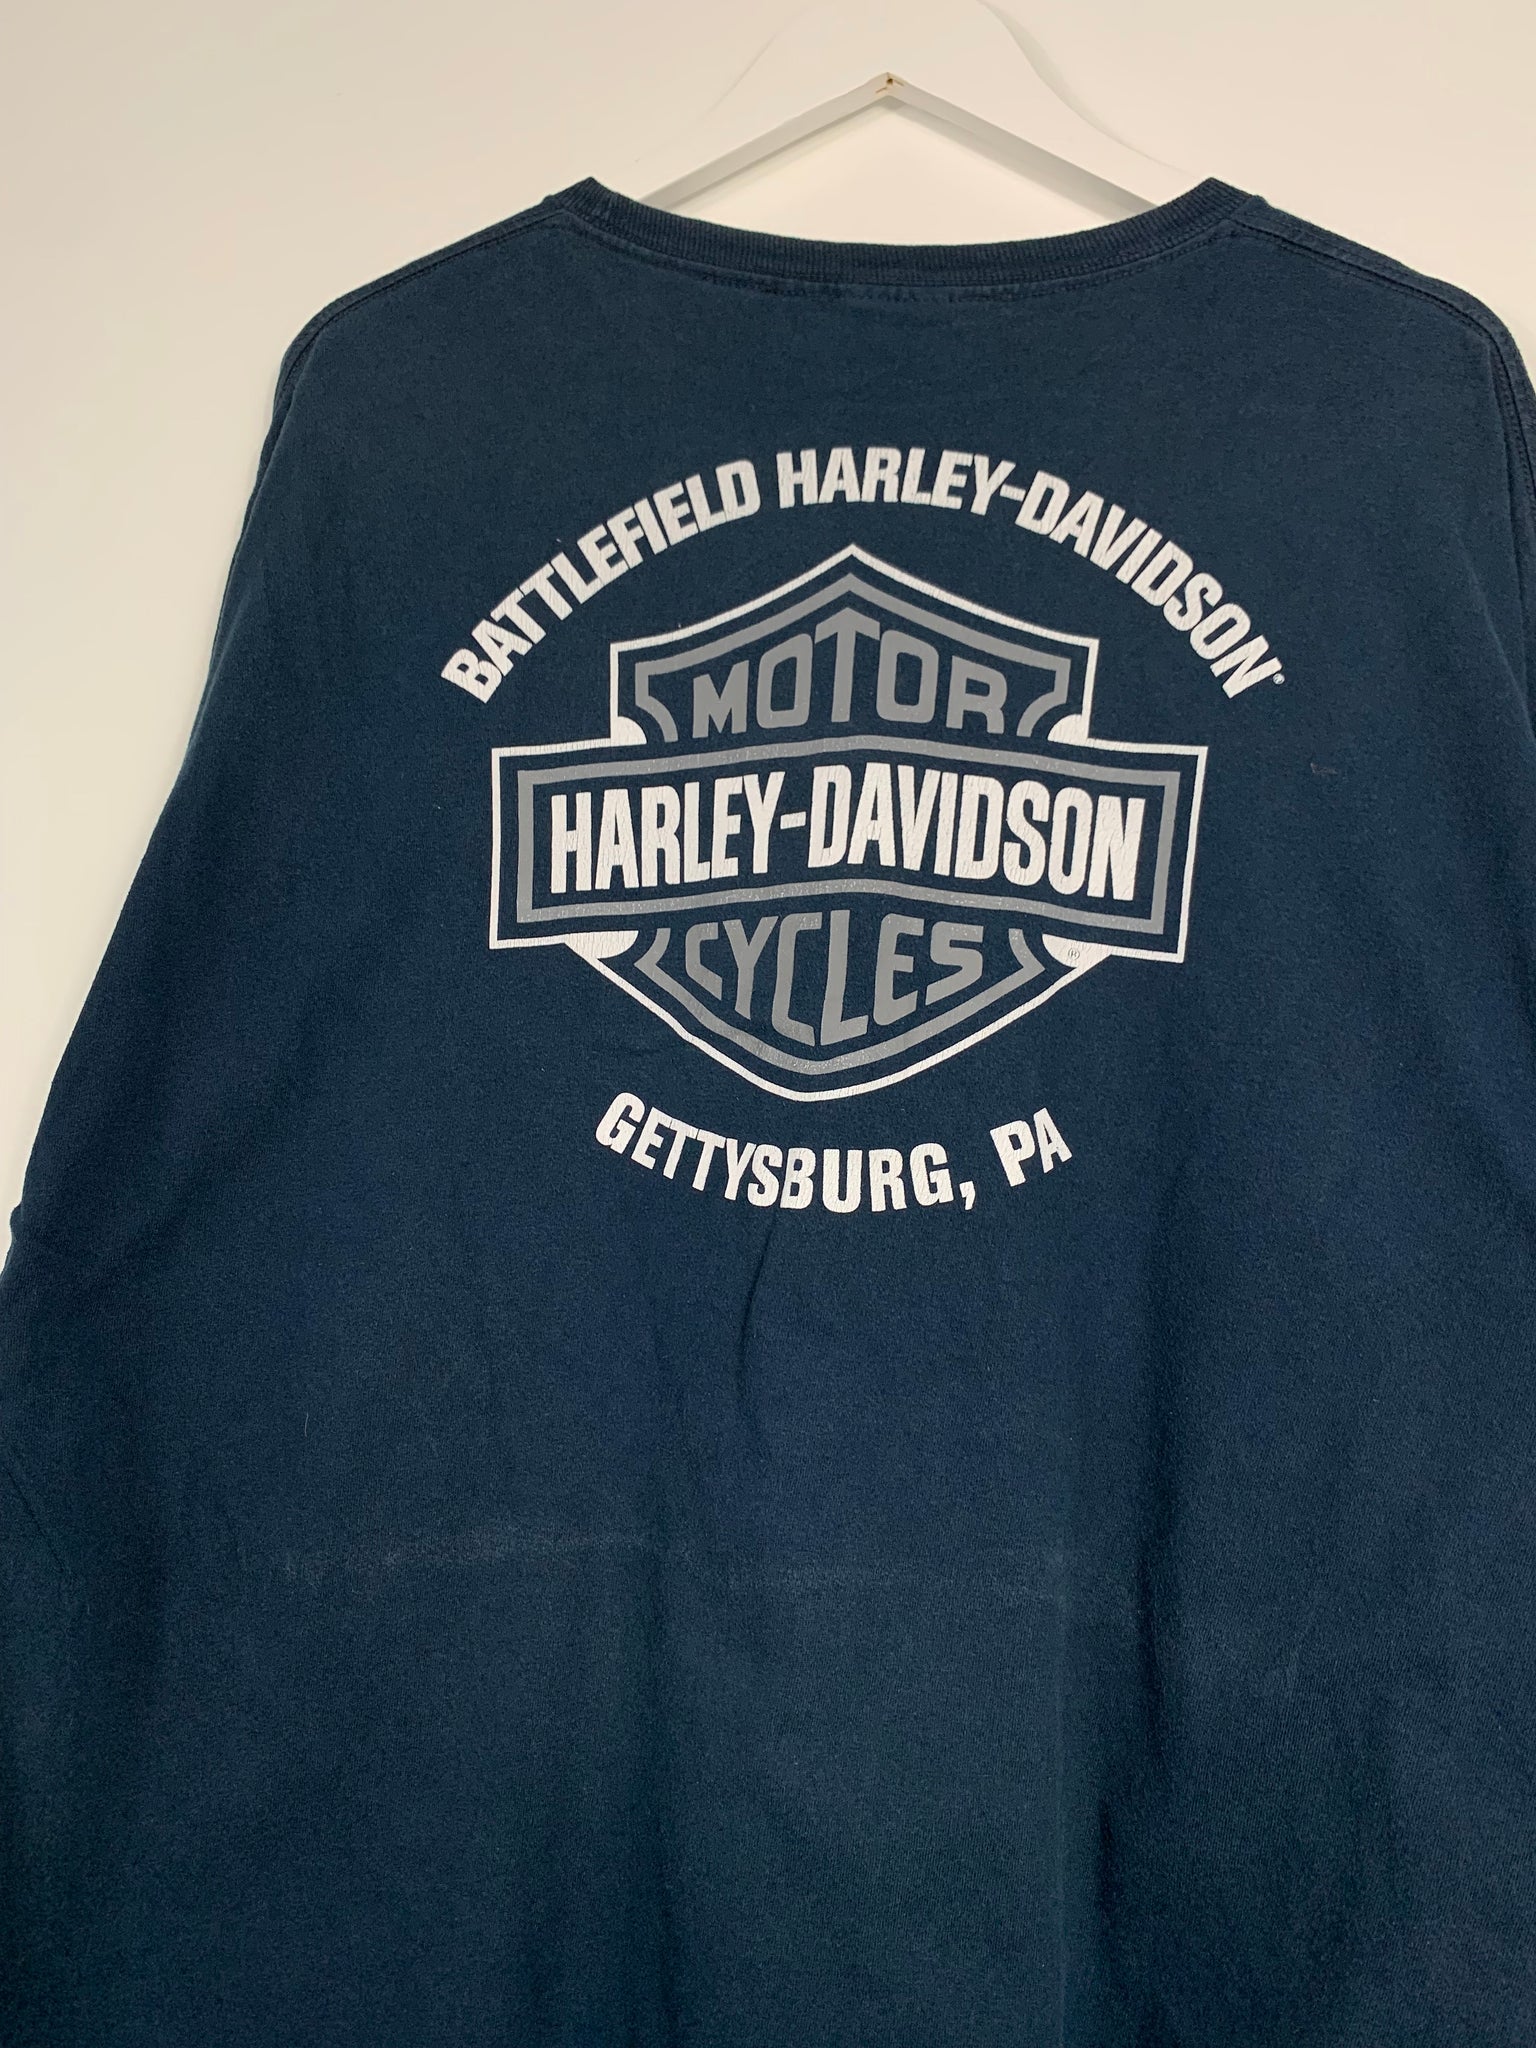 BATTLEFIELD HARLEY-DAVIDSON®
MOTOR
HARLEY-DAVIDSON
CYCLES
®
GETTYSBURG, PA